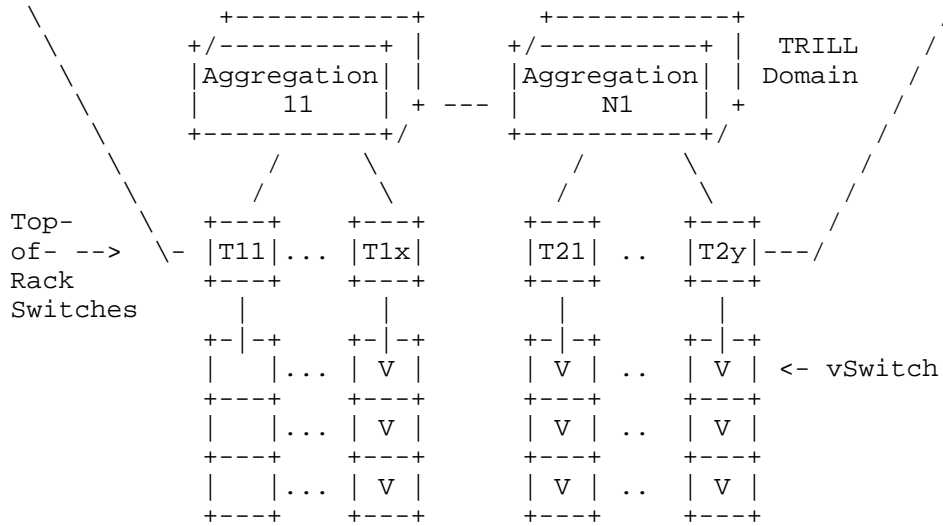 TRILL
Aggregation Aggregation Domain
11 --- N1
Top-
of- --> T11 ... T1x T21 .. T2y
Rack
Switches
... V V .. V <- vSwitch
... V V .. V
... V V .. V